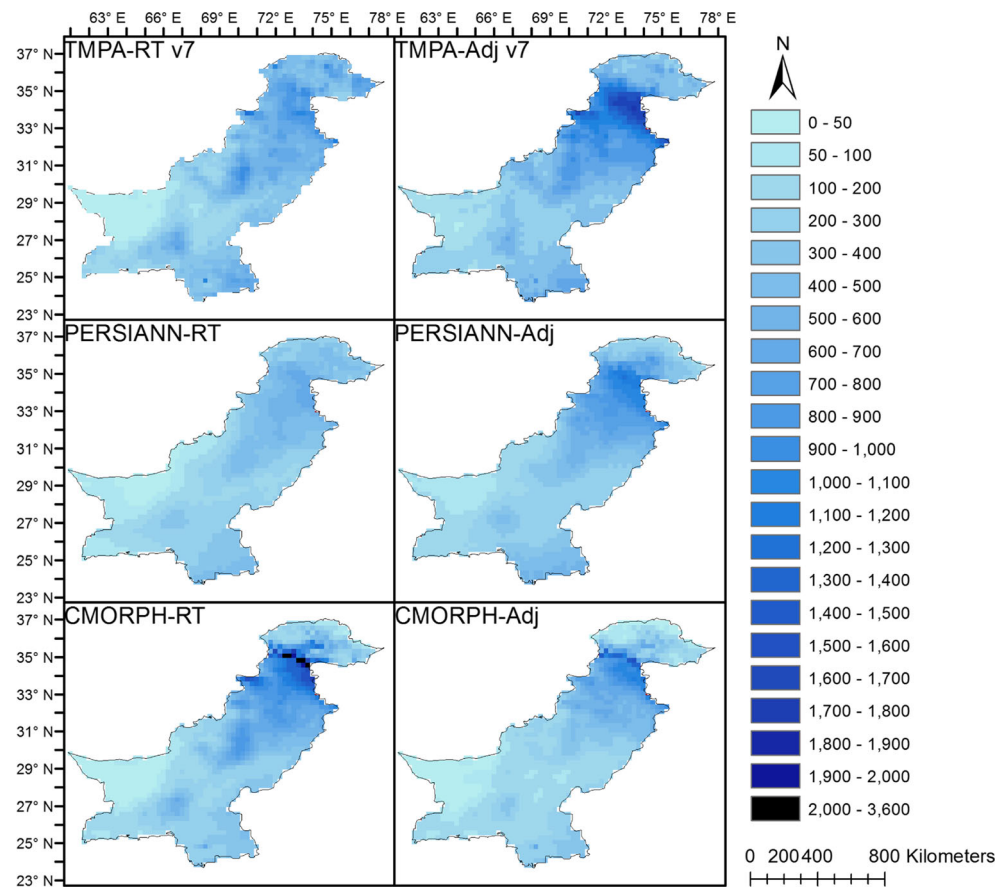 63° E 66° E 69° E 72° E 75° E 78° E 63° E 66° E 69° E 72° E 75° E 78° E
TMPA-RT v7 TMPA-Adj v7
37° N
35° N
33° N
31° N
29° N
27° N
25° N
23° N
PERSIANN-RT PERSIANN-Adj
37° N
35° N
33° N
31° N
29° N
27° N
25° N
23° N
CMORPH-RT CMORPH-Adj
37° N
35° N
33° N
31° N
29° N
27° N
25° N
23° N
N
0 - 50
50 - 100
100 - 200
200 - 300
300 - 400
400 - 500
500 - 600
600 - 700
700 - 800
800 - 900
900 - 1,000
1,000 - 1,100
1,100 - 1,200
1,200 - 1,300
1,300 - 1,400
1,400 - 1,500
1,500 - 1,600
1,600 - 1,700
1,700 - 1,800
1,800 - 1,900
1,900 - 2,000
2,000 - 3,600
0 200 400 800 Kilometers